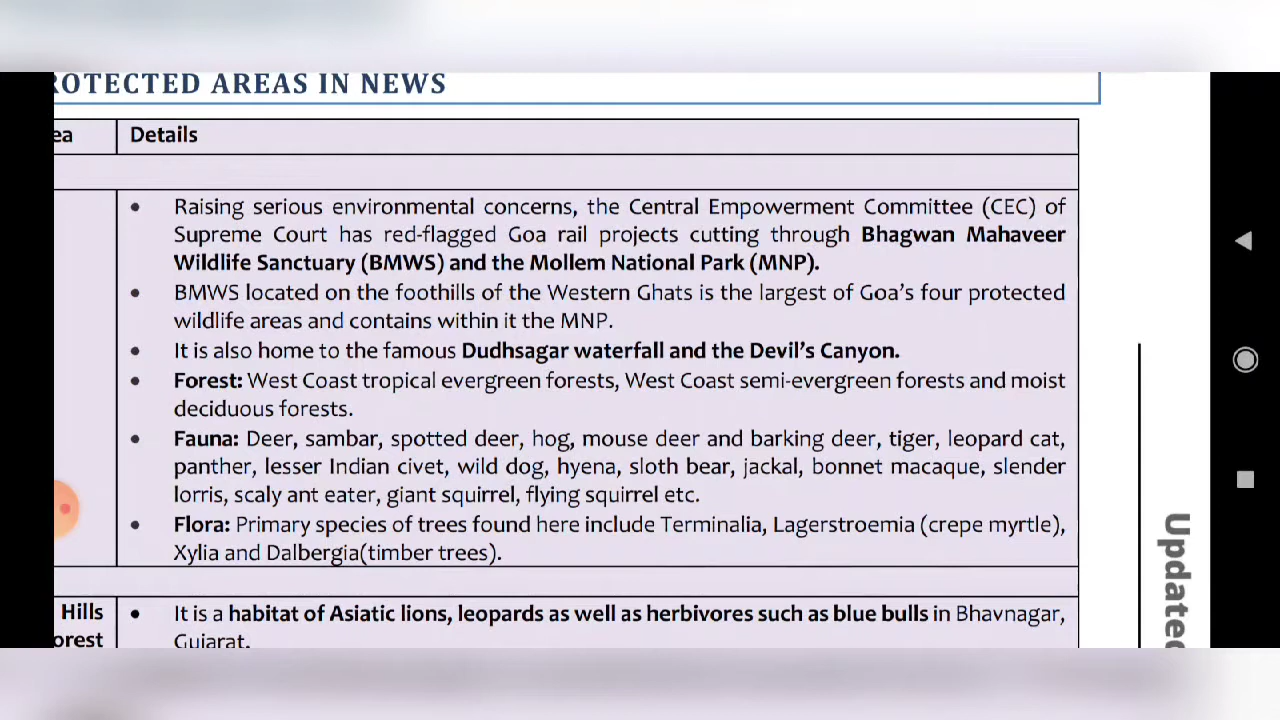 ROTECTED AREAS IN NEWS
ea
Details
• Raising serious environmental concerns, the Central Empowerment Committee (CEC) of
Supreme Court has red-flagged Goa rail projects cutting through Bhagwan Mahaveer
Wildlife Sanctuary (BMWS) and the Mollem National Park (MNP).
• BMWS located on the foothills of the Western Ghats is the largest of Goa's four protected
wildlife areas and contains within it the MNP.
• It is also home to the famous Dudhsagar waterfall and the Devil's Canyon.
• Forest: West Coast tropical evergreen forests, West Coast semi-evergreen forests and moist
deciduous forests.
• Fauna: Deer, sambar, spotted deer, hog, mouse deer and barking deer, tiger, leopard cat,
panther, lesser Indian civet, wild dog, hyena, sloth bear, jackal, bonnet macaque, slender
lorris, scaly ant eater, giant squirrel, flying squirrel etc.
• Flora: Primary species of trees found here include Terminalia, Lagerstroemia (crepe myrtle),
Xylia and Dalbergia(timber trees).
Hills
orest
• It is a habitat of Asiatic lions, leopards as well as herbivores such as blue bulls in Bhavnagar,
Gujarat.
Updated